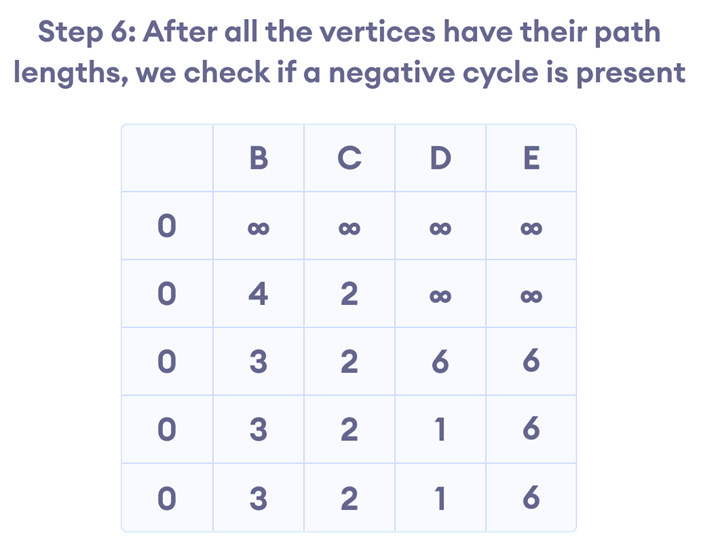 Step 6: After all the vertices have their path
lengths, we check if a negative cycle is present
B C D E
0 ∞ ∞ ∞ ∞
0 4 2 ∞ ∞
0 3 2 6 6
0 3 2 1 6
0 3 2 1 6